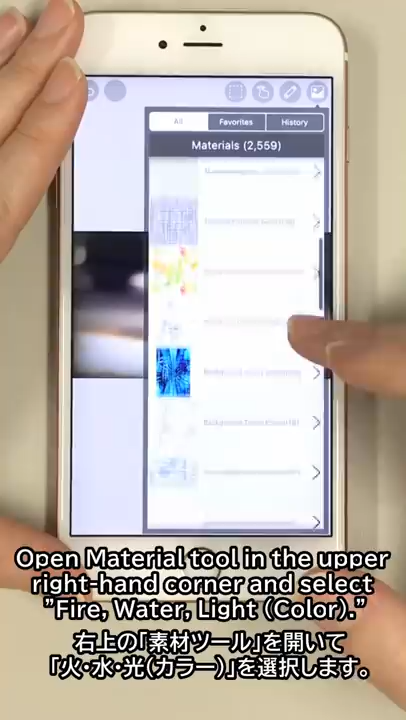 All Favorites History
Materials (2,559)
Open Material tool in the upper
right-hand corner and select
"Fire, Water, Light (Color)."
右上の「素材ツール」を開いて
「火・水・光(カラー)」を選択します。